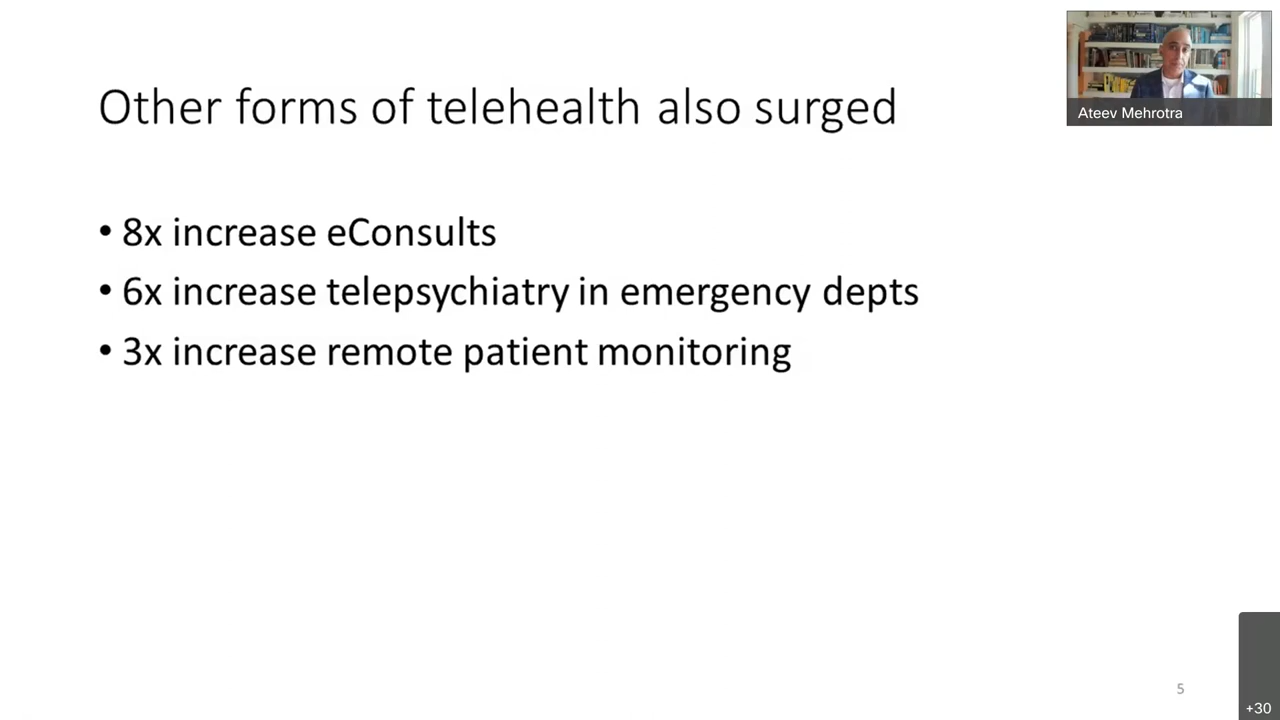 Other forms of telehealth also surged
Ateev Mehrotra
• 8x increase eConsults
• 6x increase telepsychiatry in emergency depts
• 3x increase remote patient monitoring
5
+30